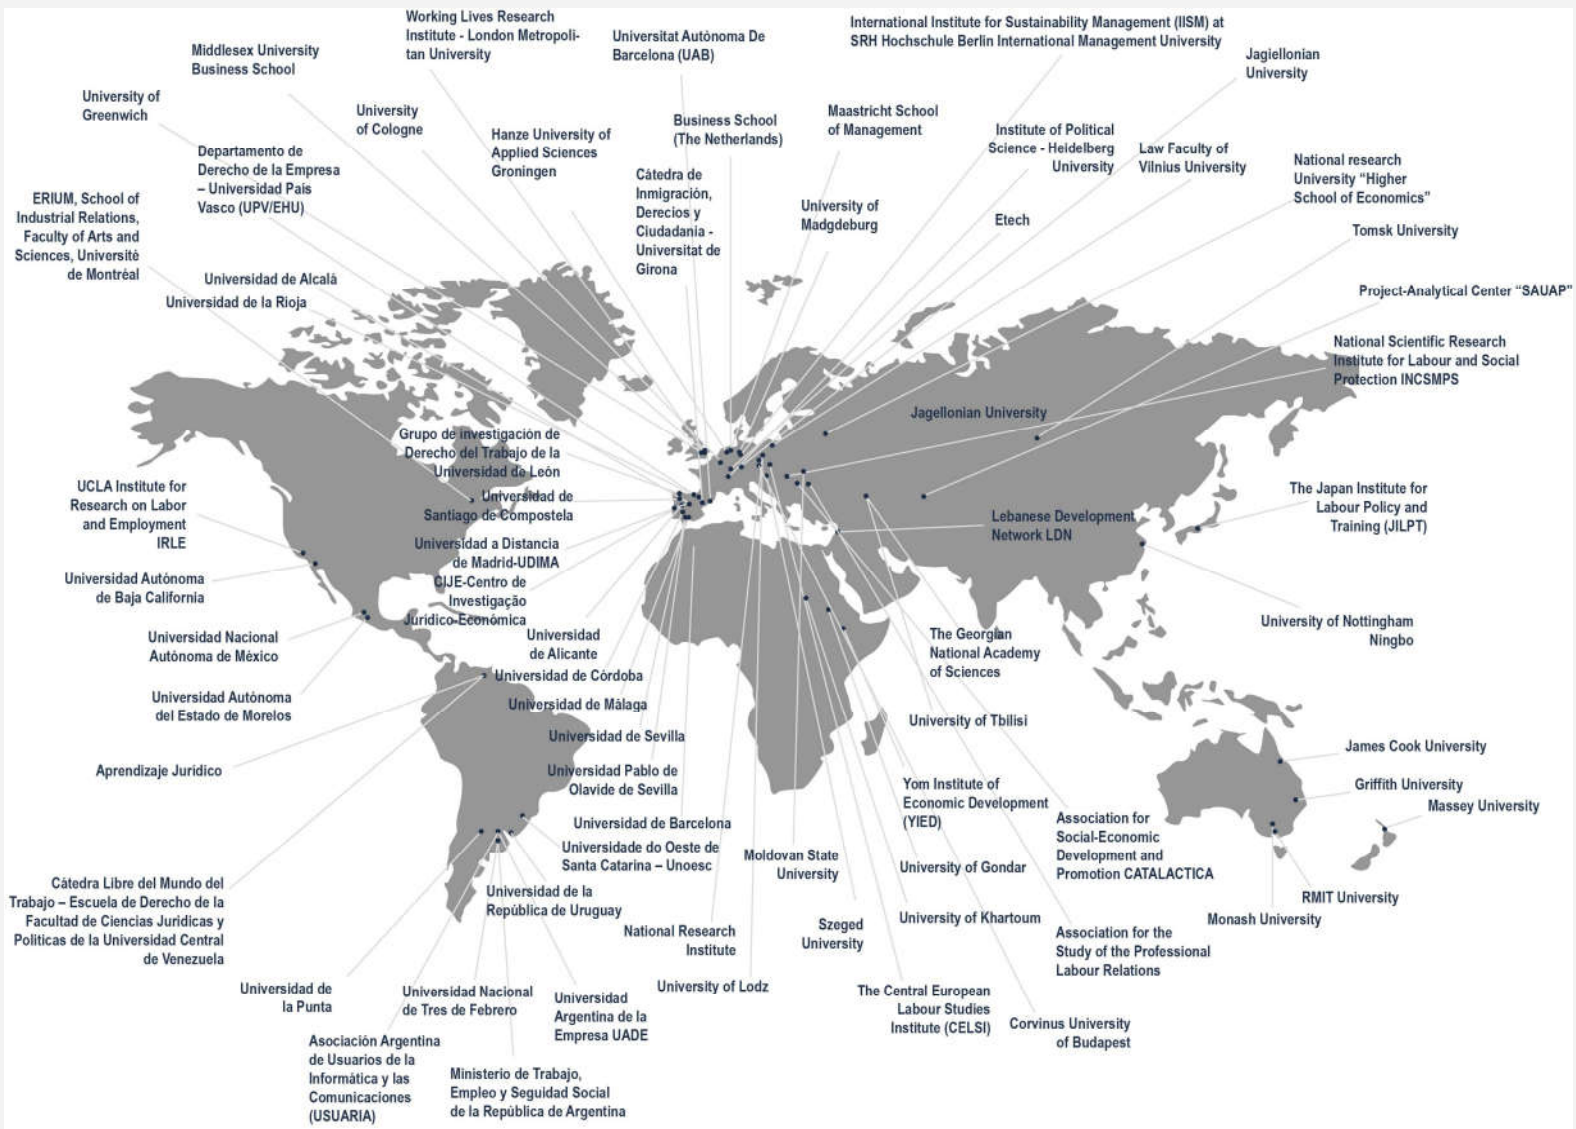 Working Lives Research
Institute - London Metropoli-
tan University
Universitat Autònoma De
Barcelona (UAB)
International Institute for Sustainability Management (IISM) at
SRH Hochschule Berlin International Management University
Middlesex University
Business School
Jagiellonian
University
University of
Greenwich
University
of Cologne
Hanze University of
Applied Sciences
Groningen
Business School
(The Netherlands)
Maastricht School
of Management
Institute of Political
Science - Heidelberg
University
Law Faculty of
Vilnius University
National research
University “Higher
School of Economics”
Departamento de
Derecho de la Empresa
– Universidad País
Vasco (UPV/EHU)
Cátedra de
Inmigración,
Derecios y
Ciudadania -
Universitat de
Girona
University of
Madgdeburg
Etech
Tomsk University
ERIUM, School of
Industrial Relations,
Faculty of Arts and
Sciences, Université
de Montréal
Universidad de Alcalà
Universidad de la Rioja
Project-Analytical Center “SAUAP”
National Scientific Research
Institute for Labour and Social
Protection INCSMPS
Jagellonian University
Grupo de investigación de
Derecho del Trabajo de la
Universidad de León
Universidad de
Santiago de Compostela
UCLA Institute for
Research on Labor
and Employment
IRLE
The Japan Institute for
Labour Policy and
Training (JILPT)
Lebanese Development
Network LDN
Universidad a Distancia
de Madrid-UDIMA
CIJE-Centro de
Investigação
Jurídico-Económica
Universidad Autónoma
de Baja California
Universidad Nacional
Autónoma de México
Universidad
de Alicante
The Georgian
National Academy
of Sciences
University of Nottingham
Ningbo
Universidad de Córdoba
Universidad Autónoma
del Estado de Morelos
Universidad de Málaga
University of Tbilisi
Universidad de Sevilla
James Cook University
Aprendizaje Jurídico
Universidad Pablo de
Olavide de Sevilla
Yom Institute of
Economic Development
(YIED)
Griffith University
Massey University
Universidad de Barcelona
Association for
Social-Economic
Development and
Promotion CATALACTICA
Universidade do Oeste de
Santa Catarina – Unoesc
Moldovan State
University
University of Gondar
Cátedra Libre del Mundo del
Trabajo – Escuela de Derecho de la
Facultad de Ciencias Jurídicas y
Políticas de la Universidad Central
de Venezuela
Universidad de la
República de Uruguay
RMIT University
Monash University
University of Khartoum
Szeged
University
National Research
Institute
Association for the
Study of the Professional
Labour Relations
University of Lodz
Universidad de
la Punta
Universidad Nacional
de Tres de Febrero
Universidad
Argentina de la
Empresa UADE
The Central European
Labour Studies
Institute (CELSI)
Corvinus University
of Budapest
Asociación Argentina
de Usuarios de la
Informática y las
Comunicaciones
(USUARIA)
Ministerio de Trabajo,
Empleo y Seguidad Social
de la República de Argentina